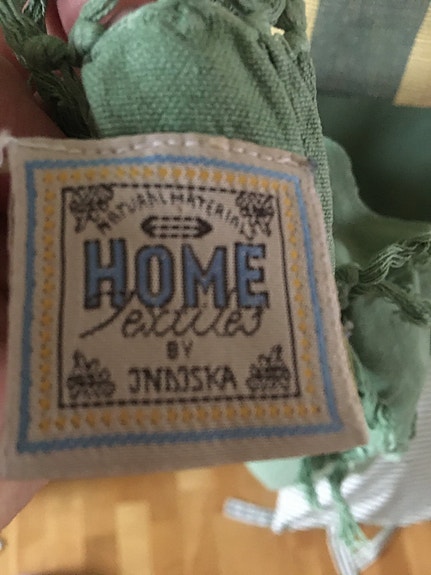 NATURAL MATERIALS
HOME
Textiles
BY
INDISKA